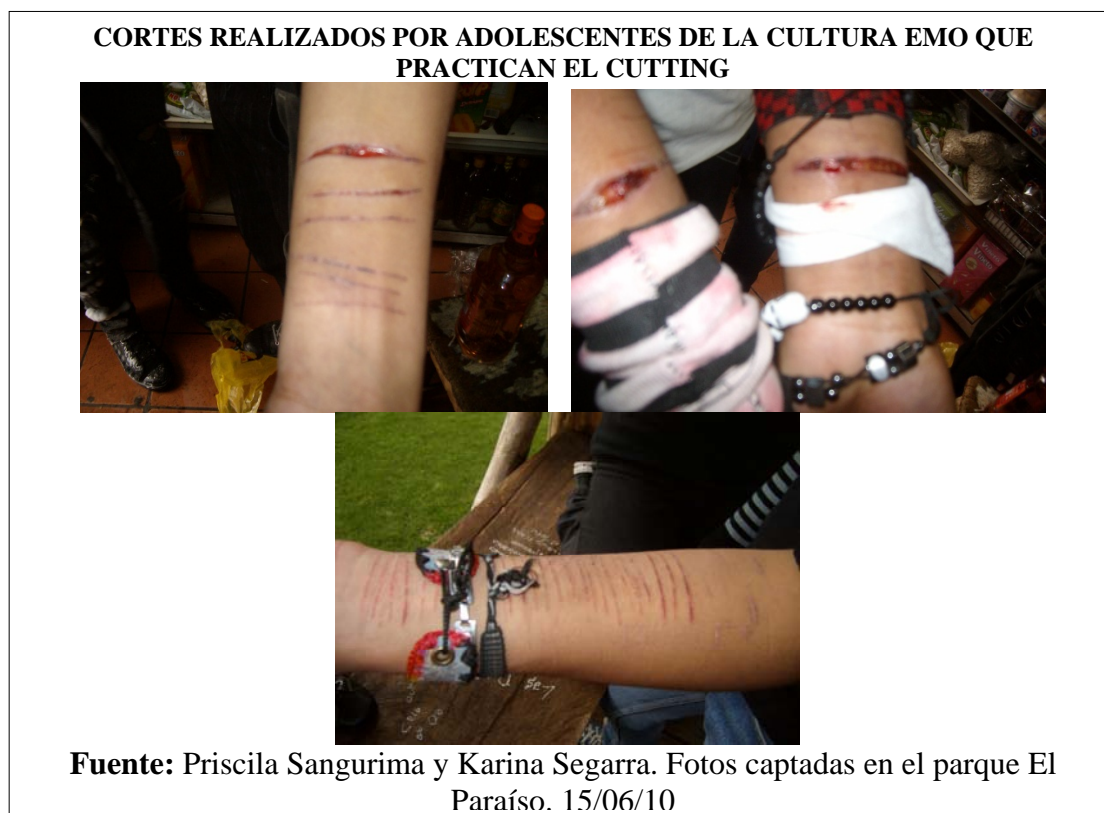 CORTES REALIZADOS POR ADOLESCENTES DE LA CULTURA EMO QUE
PRACTICAN EL CUTTING
Fuente: Priscila Sangurima y Karina Segarra. Fotos captadas en el parque El
Paraíso. 15/06/10